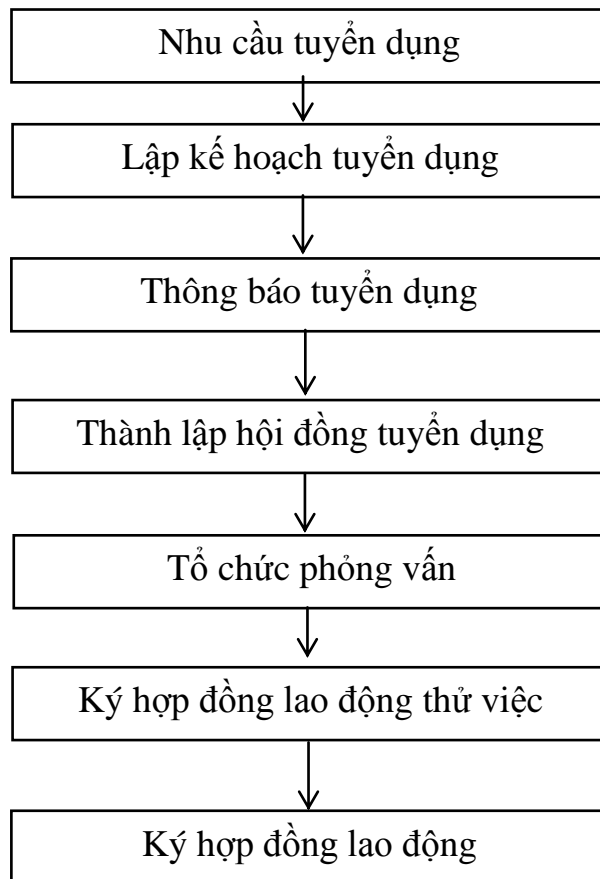 Nhu cầu tuyển dụng
Lập kế hoạch tuyển dụng
Thông báo tuyển dụng
Thành lập hội đồng tuyển dụng
Tổ chức phỏng vấn
Ký hợp đồng lao động thử việc
Ký hợp đồng lao động